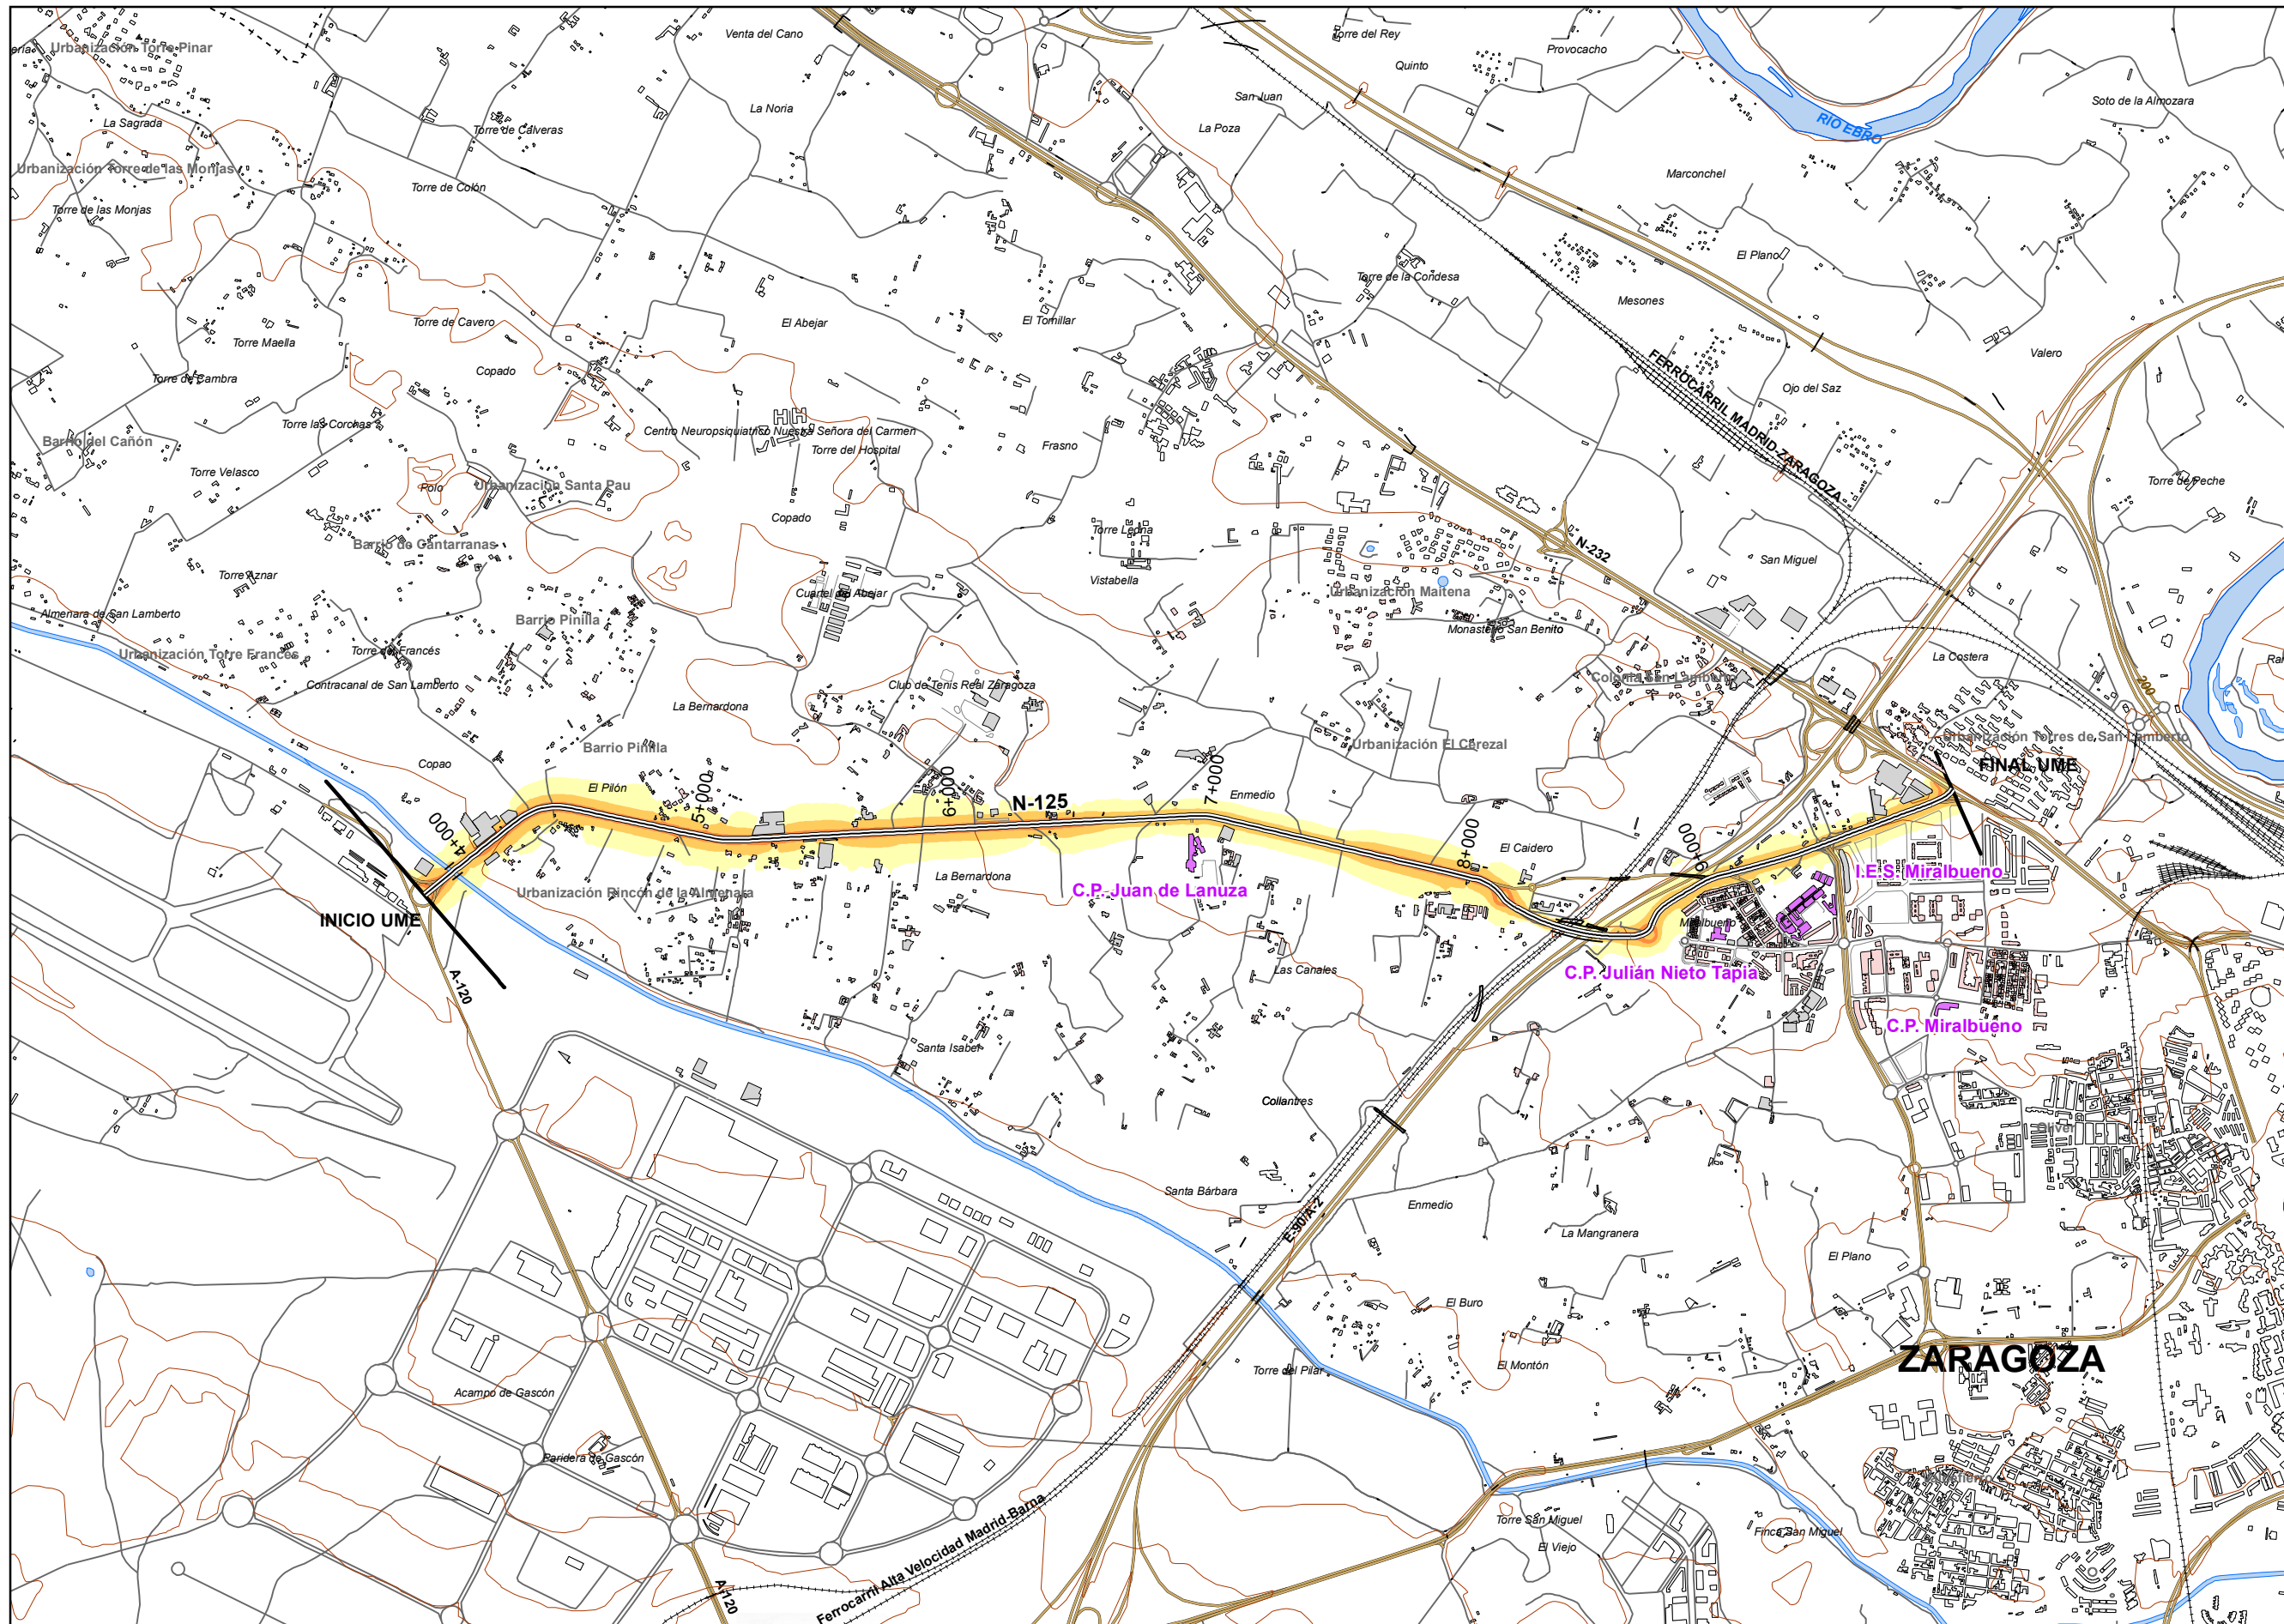 Urbanización Torre Pinar
Venta del Cano
Torre del Rey
Provocacho
Quinto
San Juan
Soto de la Almozara
La Noria
La Sagrada
Torre de Calveras
La Poza
RÍO EBRO
Urbanización Torre de las Monjas
Torre de Colón
Marconchel
Torre de las Monjas
El Plano
Torre de la Condesa
Mesones
Torre de Cavero
El Abejar
El Tomillar
Torre Maella
Valero
Torre de Cambra
Copado
FERROCARRIL MADRID-ZARAGOZA
Ojo del Saz
Torre las Corchas
Centro Neuropsiquiatrico Nuestra Señora del Carmen
Barrio del Cañón
Torre del Hospital
Frasno
Torre Velasco
Polo
Urbanización Santa Pau
Torre de Peche
Copado
Torre Ledna
Barrio de Cantarranas
N-232
San Miguel
Torre Aznar
Vistabella
Cuartel del Abejar
Urbanización Maitena
Almenara de San Lamberto
Barrio Pinilla
Monasterio San Benito
Urbanización Torre Francés
Torre del Francés
La Costera
Contracanal de San Lamberto
Club de Tenis Real Zaragoza
Colonia San Lamberto
200
La Bernardona
Barrio Pinilla
Urbanización El Cerezal
Urbanización Torres de San Lamberto
Copao
FINAL UME
El Pilón
5+000
6+000
N-125
7+000
Enmedio
4+000
8+000
9+000
El Caidero
La Bernardona
C.P. Juan de Lanuza
I.E.S. Miralbueno
Urbanización Rincón de la Almenara
INICIO UME
Miralbueno
Las Canales
C.P. Julián Nieto Tapia
A-120
C.P. Miralbueno
Santa Isabel
Collantres
Oliver
Santa Bárbara
Enmedio
E-90/A-2
La Mangranera
El Plano
El Buro
El Montón
Torre del Pilar
ZARAGOZA
Acampo de Gascón
Paridera de Gascón
Valdefierro
Torre San Miguel
Finca San Miguel
El Viejo
Ferrocarril Alta Velocidad Madrid-Barna
A-120